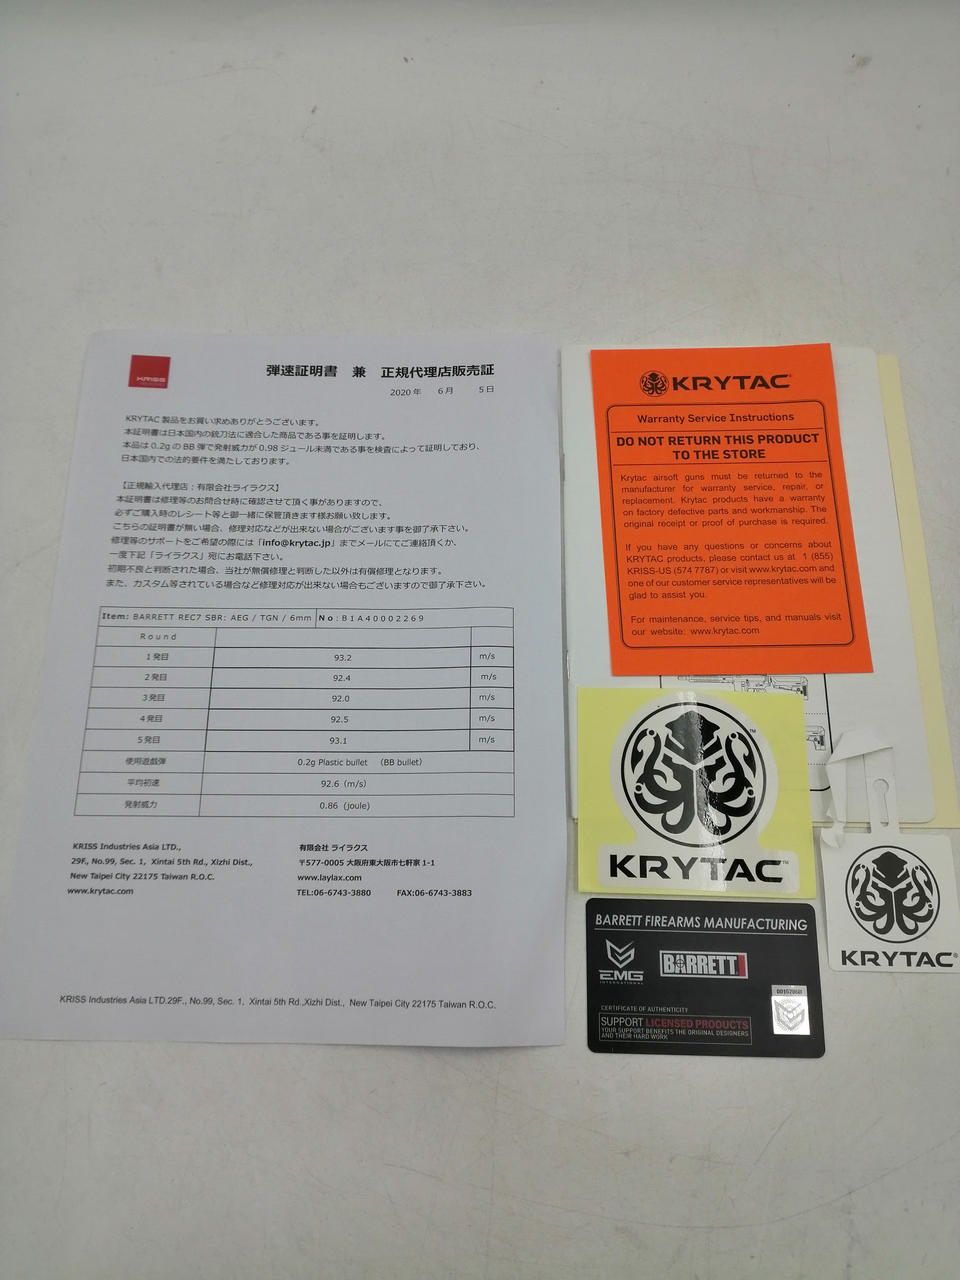 KRISS
弾速証明書 兼 正規代理店販売証
2020 年 6 月 5 日
KRYTAC 製品をお買い求めありがとうございます。
本証明書は日本国内の銃刀法に適合した商品である事を証明します。
本品は 0.2g の BB 弾で発射威力が 0.98 ジュール未満である事を検査によって証明しており、
日本国内での法的要件を満たしております。
【正規輸入代理店：有限会社ライラクス】
本証明書は修理等のお問合せ時に確認させて頂く事がありますので、
必ずご購入時のレシート等と御一緒に保管頂きます様お願い致します。
こちらの証明書が無い場合、修理対応などが出来ない場合がございます事を御了承下さい。
修理等のサポートをご希望の際には「info@krytac.jp」までメールにてご連絡頂くか、
一度下記「ライラクス」宛にお電話下さい。
初期不良と判断された場合、当社が無償修理と判断した以外は有償修理となります。
また、カスタム等されている場合など修理対応が出来ない場合もございますので御了承下さい。
Item: BARRETT REC7 SBR: AEG / TGN / 6mm No:B1A40002269
Round
1発目 93.2 m/s
2発目 92.4 m/s
3発目 92.0 m/s
4発目 92.5 m/s
5発目 93.1 m/s
使用遊戯弾 0.2g Plastic bullet （BB bullet）
平均初速 92.6（m/s）
発射威力 0.86（joule）
KRISS Industries Asia LTD.,
29F., No.99, Sec. 1, Xintai 5th Rd., Xizhi Dist.,
New Taipei City 22175 Taiwan R.O.C.
www.krytac.com
有限会社 ライラクス
〒577-0005 大阪府東大阪市七軒家 1-1
www.laylax.com
TEL:06-6743-3880 FAX:06-6743-3883
KRISS Industries Asia LTD.29F., No.99, Sec. 1, Xintai 5th Rd.,Xizhi Dist., New Taipei City 22175 Taiwan R.O.C.
KRYTAC
Warranty Service Instructions
DO NOT RETURN THIS PRODUCT
TO THE STORE
Krytac airsoft guns must be returned to the
manufacturer for warranty service, repair, or
replacement. Krytac products have a warranty
on factory defective parts and workmanship. The
original receipt or proof of purchase is required.
If you have any questions or concerns about
KRYTAC products, please contact us at 1 (855)
KRISS-US (574 7787) or visit www.krytac.com and
one of our customer service representatives will be
glad to assist you.
For maintenance, service tips, and manuals visit
our website: www.krytac.com
KRYTAC™
KRYTAC®
BARRETT FIREARMS MANUFACTURING
EMG
INTERNATIONAL
BARRETT
CERTIFICATE OF AUTHENTICITY
SUPPORT LICENSED PRODUCTS
YOUR SUPPORT BENEFITS THE ORIGINAL DESIGNERS
AND THEIR HARD WORK